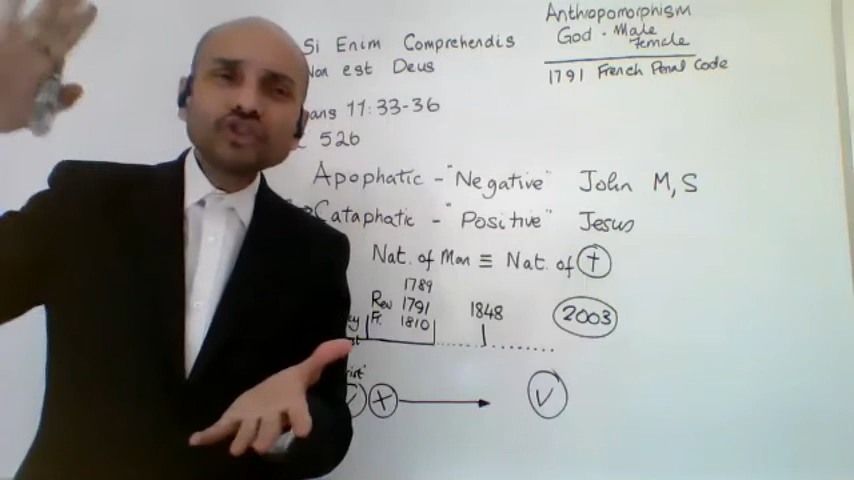 Si Enim Comprehendis
Non est Deus
11:33-36
526
Apophatic - "Negative" John M, S
Cataphatic - "Positive" Jesus
Nat. of Man ≡ Nat. of †
1789
Rev 1791
Fr. 1810
1848
2003
Anthropomorphism
God . Male
Female
1791 French Penal Code